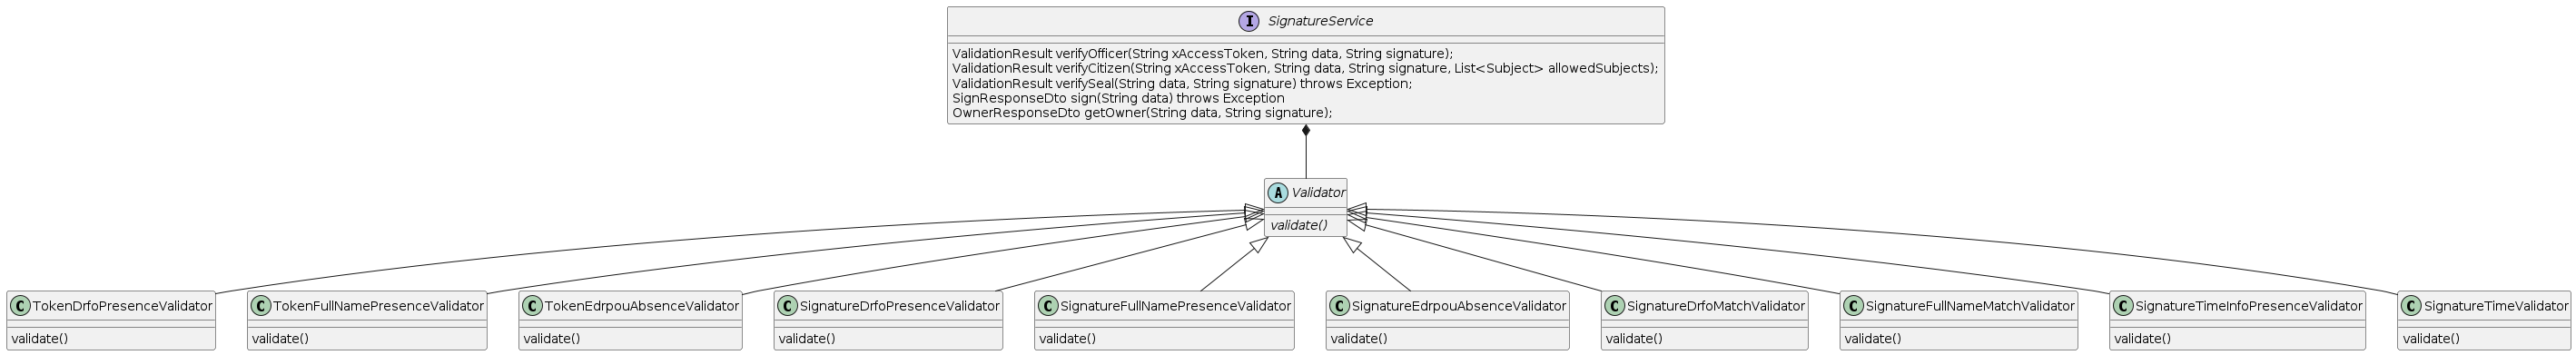 I SignatureService
ValidationResult verifyOfficer(String xAccessToken, String data, String signature);
ValidationResult verifyCitizen(String xAccessToken, String data, String signature, List<Subject> allowedSubjects);
ValidationResult verifySeal(String data, String signature) throws Exception;
SignResponseDto sign(String data) throws Exception
OwnerResponseDto getOwner(String data, String signature);
A Validator
validate()
C TokenDrfoPresenceValidator
validate()
C TokenFullNamePresenceValidator
validate()
C TokenEdrpouAbsenceValidator
validate()
C SignatureDrfoPresenceValidator
validate()
C SignatureFullNamePresenceValidator
validate()
C SignatureEdrpouAbsenceValidator
validate()
C SignatureDrfoMatchValidator
validate()
C SignatureFullNameMatchValidator
validate()
C SignatureTimeInfoPresenceValidator
validate()
C SignatureTimeValidator
validate()